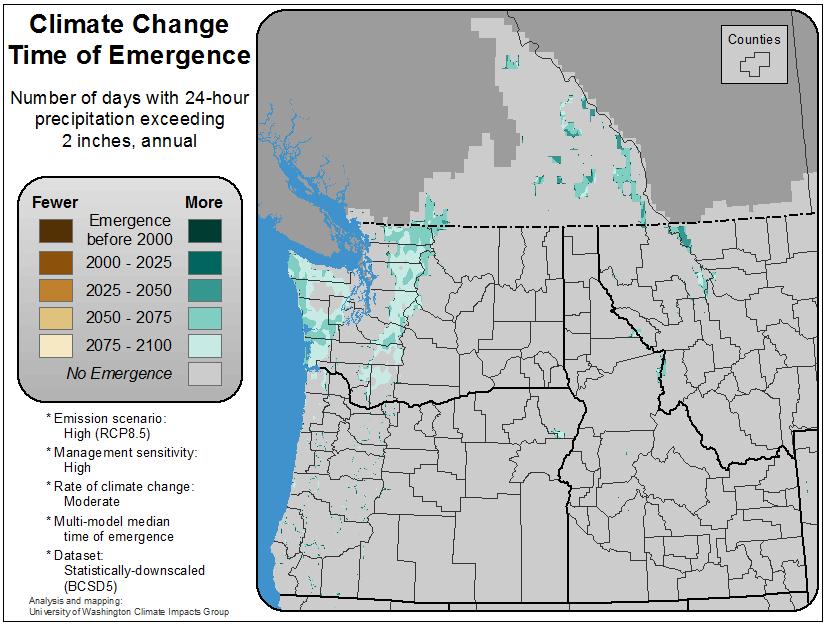 Climate Change
Time of Emergence
Number of days with 24-hour
precipitation exceeding
2 inches, annual
Fewer More
Emergence
before 2000
2000 - 2025
2025 - 2050
2050 - 2075
2075 - 2100
No Emergence
* Emission scenario:
High (RCP8.5)
* Management sensitivity:
High
* Rate of climate change:
Moderate
* Multi-model median
time of emergence
* Dataset:
Statistically-downscaled
(BCSD5)
Analysis and mapping:
University of Washington Climate Impacts Group
Counties